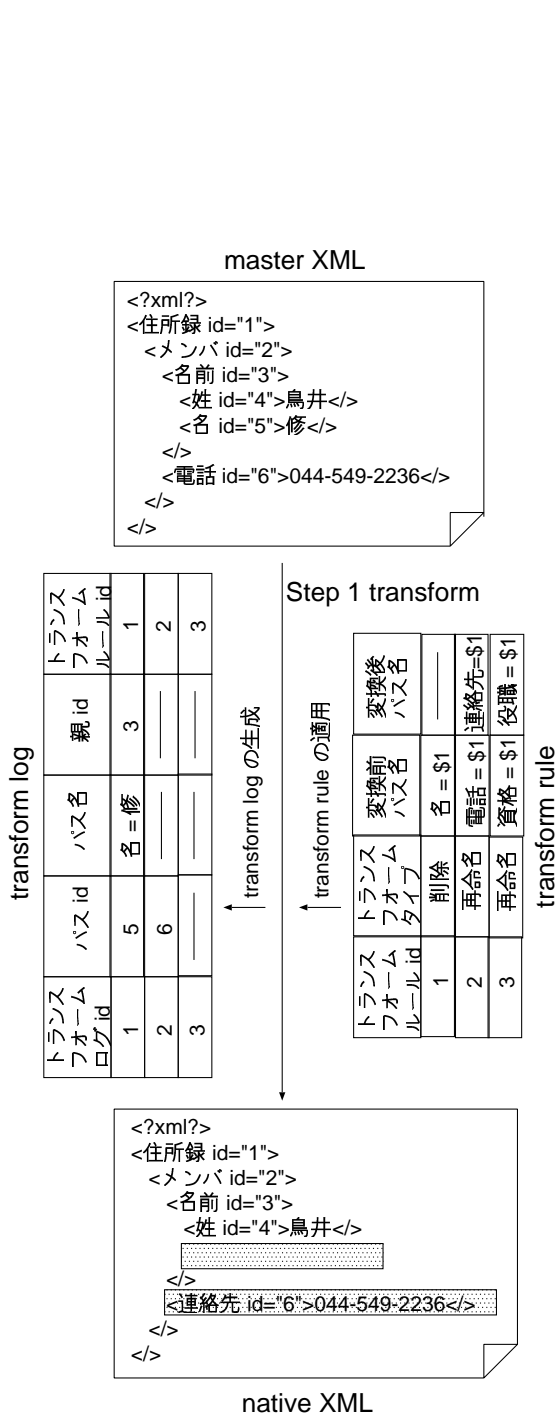 master XML
<?xml?>
<住所録 id="1">
<メンバ id="2">
<名前 id="3">
<姓 id="4">鳥井</>
<名 id="5">修</>
</>
<電話 id="6">044-549-2236</>
</>
</>
Step 1 transform
transform log
トランス
フォーム
ログ id
パス id
パス名
親 id
トランス
フォーム
ルール id
1
5
名 = 修
3
1
2
6
——
——
2
3
——
——
——
3
transform log の生成
transform rule の適用
トランス
フォーム
ルール id
トランス
フォーム
タイプ
変換前
パス名
変換後
パス名
1
削除
名 = $1
——
2
再命名
電話 = $1
連絡先=$1
3
再命名
資格 = $1
役職 = $1
transform rule
<?xml?>
<住所録 id="1">
<メンバ id="2">
<名前 id="3">
<姓 id="4">鳥井</>
</>
<連絡先 id="6">044-549-2236</>
</>
</>
native XML